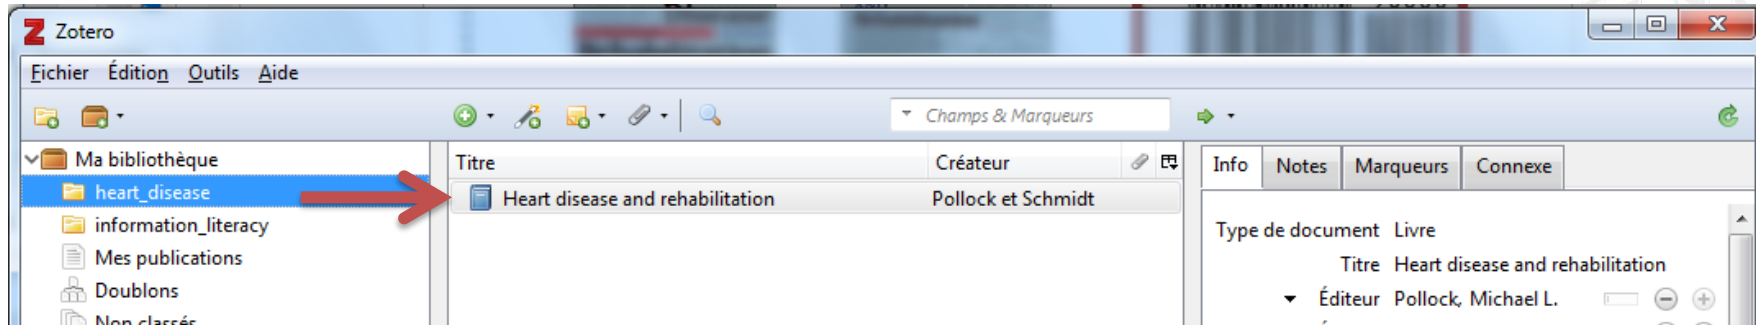 Zotero
Fichier Édition Outils Aide
Champs & Marqueurs
Ma bibliothèque
heart_disease
information_literacy
Mes publications
Doublons
Non classés
Titre Créateur
Heart disease and rehabilitation Pollock et Schmidt
Info Notes Marqueurs Connexe
Type de document Livre
Titre Heart disease and rehabilitation
Éditeur Pollock, Michael L.